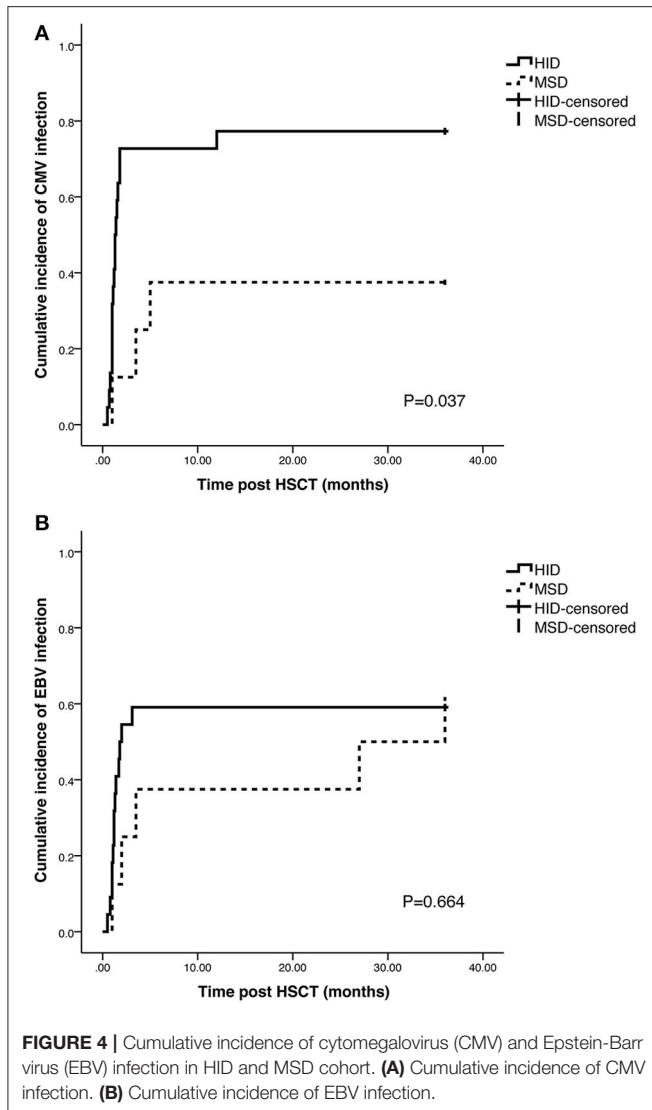 A
1.0
0.8
0.6
0.4
0.2
0.0
Cumulative incidence of CMV infection
HID
MSD
HID-censored
MSD-censored
P=0.037
.00 10.00 20.00 30.00 40.00
Time post HSCT (months)
B
1.0
0.8
0.6
0.4
0.2
0.0
Cumulative incidence of EBV infection
HID
MSD
HID-censored
MSD-censored
P=0.664
.00 10.00 20.00 30.00 40.00
Time post HSCT (months)
FIGURE 4 | Cumulative incidence of cytomegalovirus (CMV) and Epstein-Barr
virus (EBV) infection in HID and MSD cohort. (A) Cumulative incidence of CMV
infection. (B) Cumulative incidence of EBV infection.